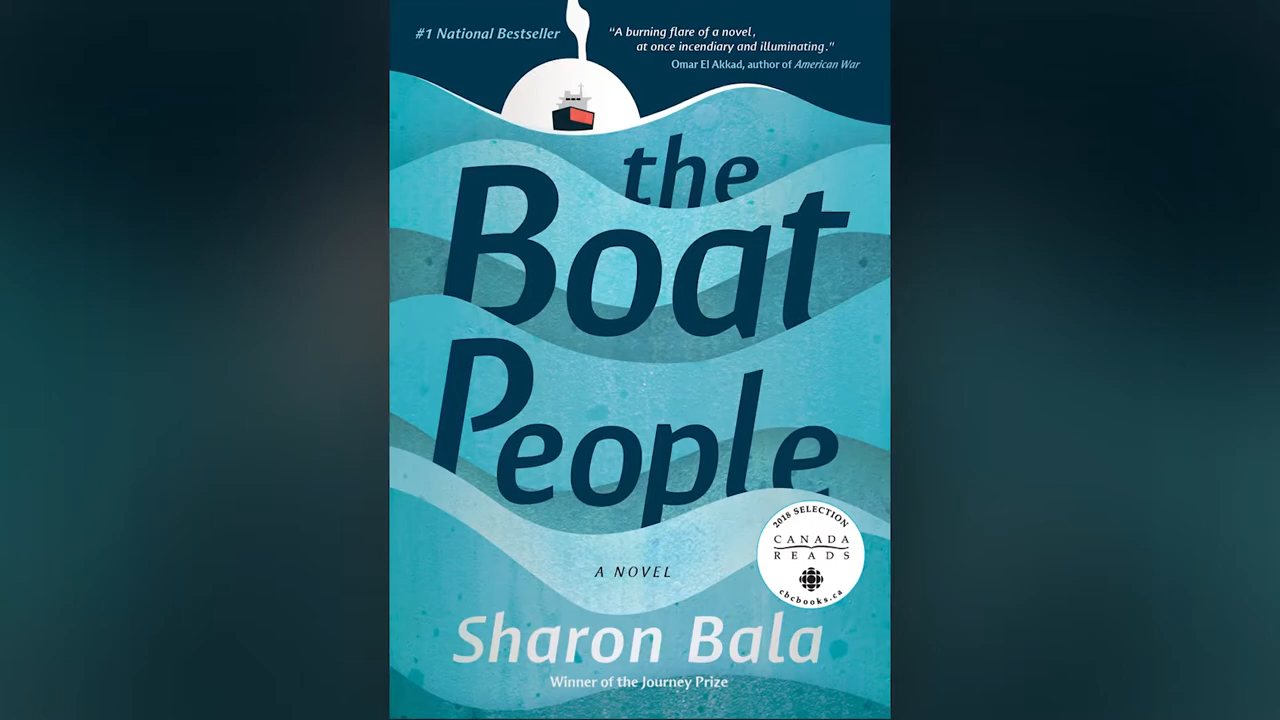 #1 National Bestseller
"A burning flare of a novel,
at once incendiary and illuminating."
Omar El Akkad, author of American War
the
Boat
People
2018 SELECTION
CANADA
READS
cbcbooks.ca
A NOVEL
Sharon Bala
Winner of the Journey Prize